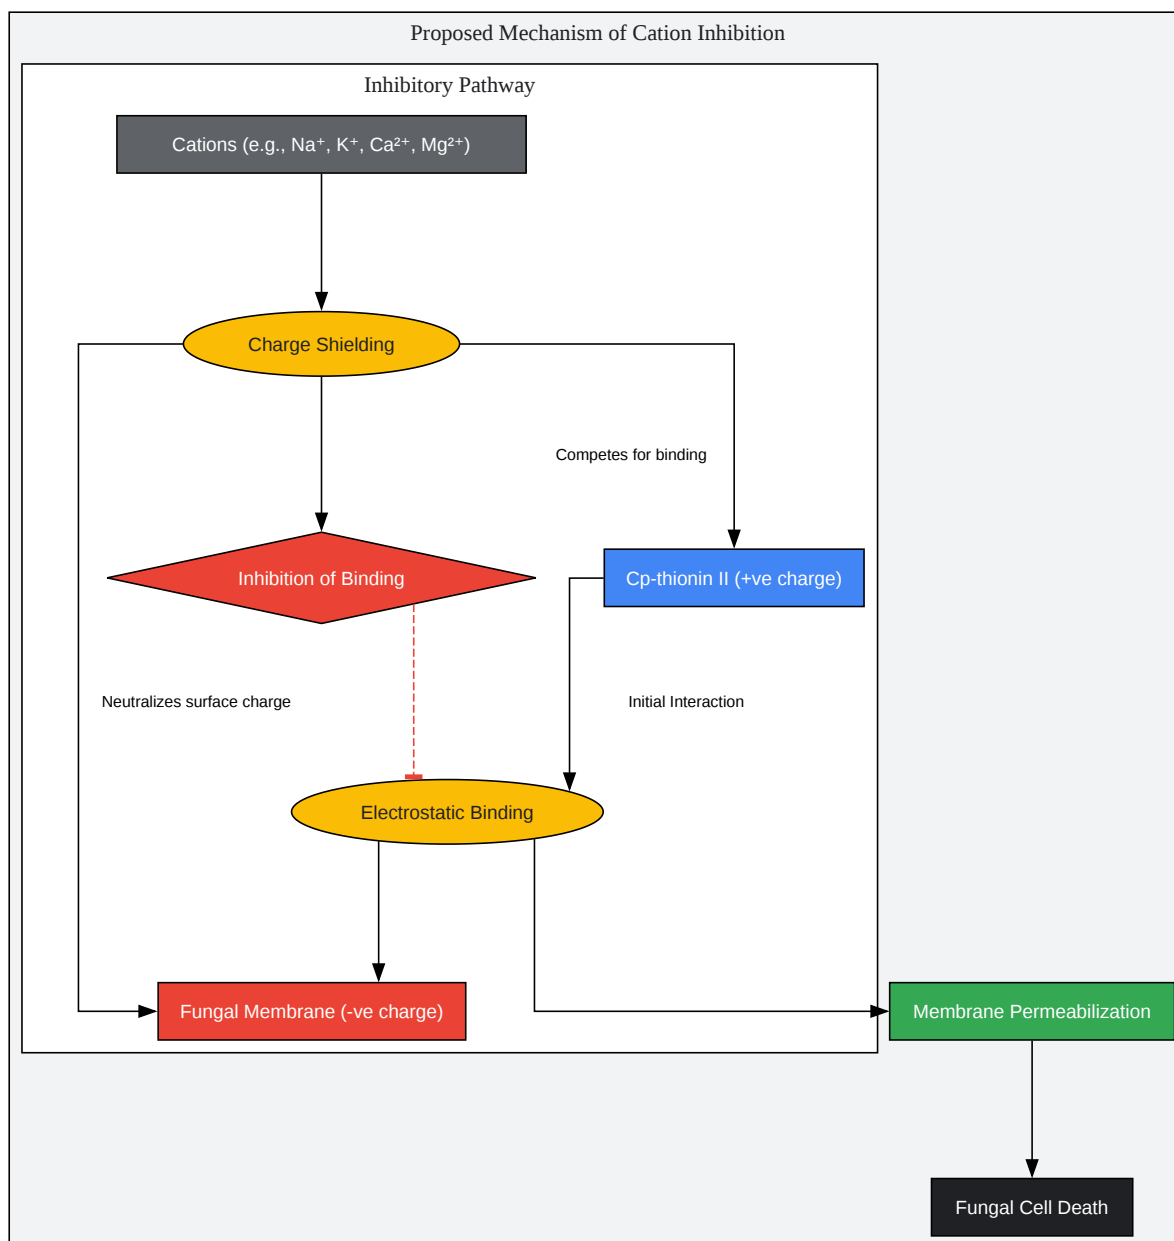 Proposed Mechanism of Cation Inhibition
Inhibitory Pathway
Cations (e.g., Na⁺, K⁺, Ca²⁺, Mg²⁺)
Charge Shielding
Competes for binding
Inhibition of Binding
Cp-thionin II (+ve charge)
Neutralizes surface charge
Initial Interaction
Electrostatic Binding
Fungal Membrane (-ve charge)
Membrane Permeabilization
Fungal Cell Death